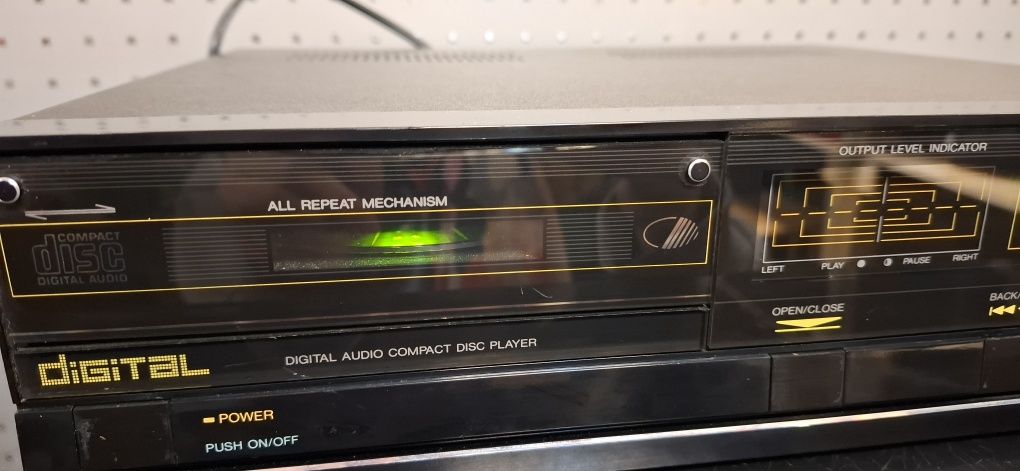 OUTPUT LEVEL INDICATOR
ALL REPEAT MECHANISM
COMPACT
disc
DIGITAL AUDIO
LEFT
PLAY
PAUSE
RIGHT
OPEN/CLOSE
BACK/
digital
DIGITAL AUDIO COMPACT DISC PLAYER
POWER
PUSH ON/OFF